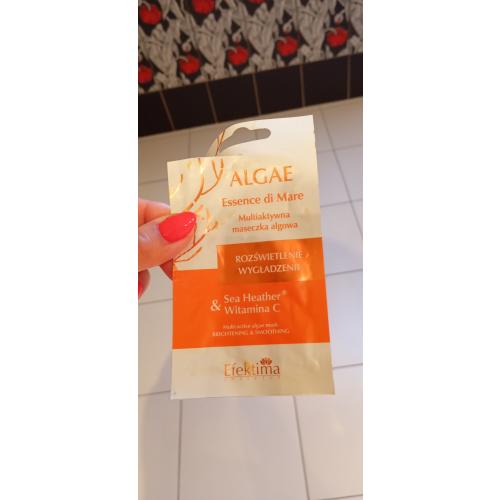 ALGAE
Essence di Mare
Multiaktywna
maseczka algowa
ROZŚWIETLENIE
WYGŁADZENIE
& Sea Heather®
Witamina C
Multi-active algae mask
BRIGHTENING & SMOOTHING
Efektima